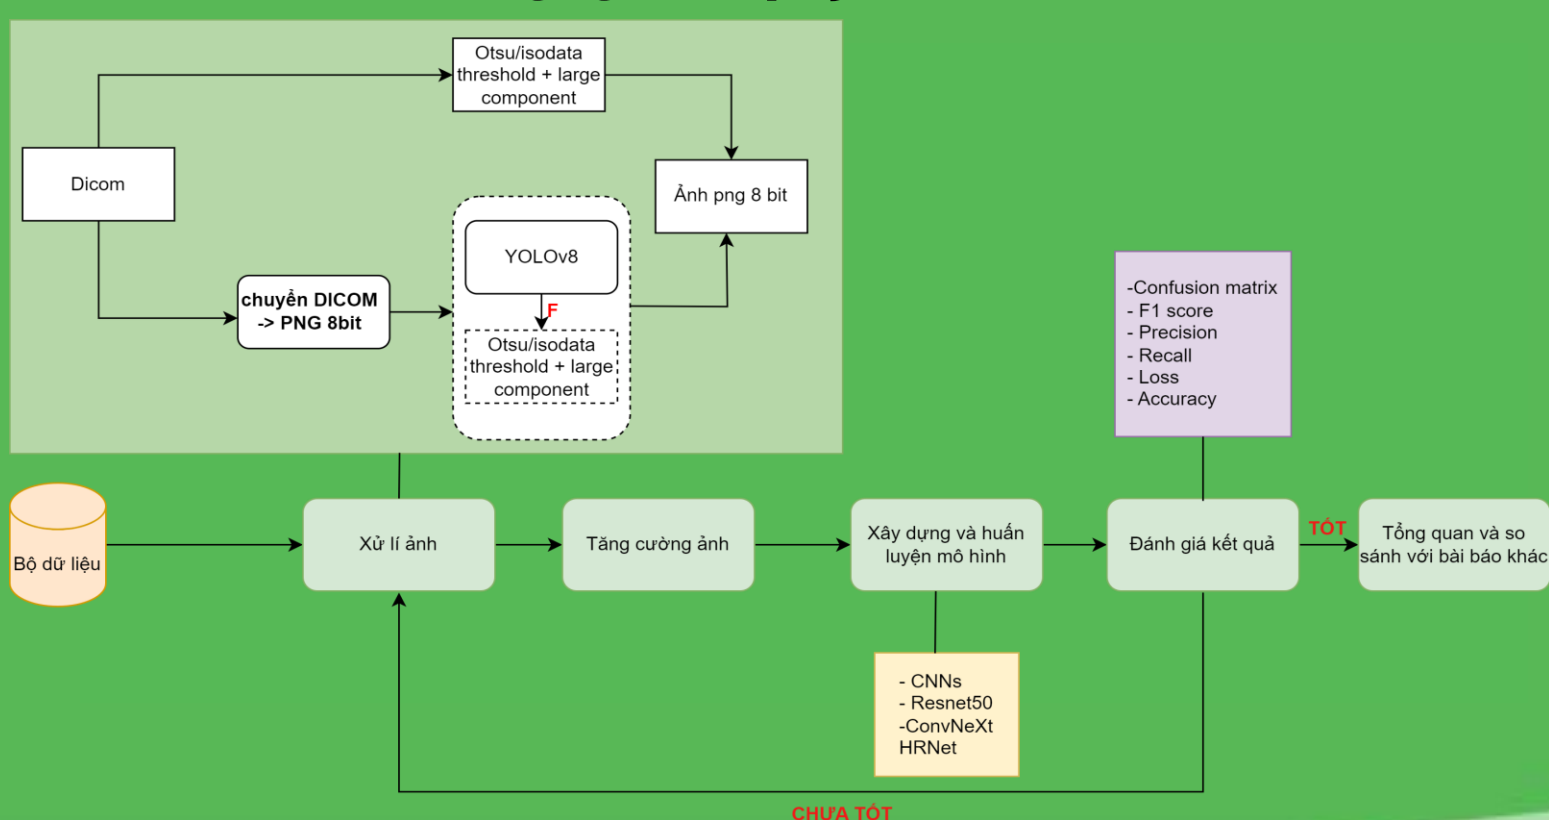 Otsu/isodata
threshold + large
component
Dicom
Ảnh png 8 bit
YOLOv8
F
chuyển DICOM
-> PNG 8bit
Otsu/isodata
threshold + large
component
-Confusion matrix
- F1 score
- Precision
- Recall
- Loss
- Accuracy
Bộ dữ liệu
Xử lí ảnh
Tăng cường ảnh
Xây dựng và huấn
luyện mô hình
Đánh giá kết quả
TỐT
Tổng quan và so
sánh với bài báo khác
- CNNs
- Resnet50
-ConvNeXt
HRNet
CHƯA TỐT